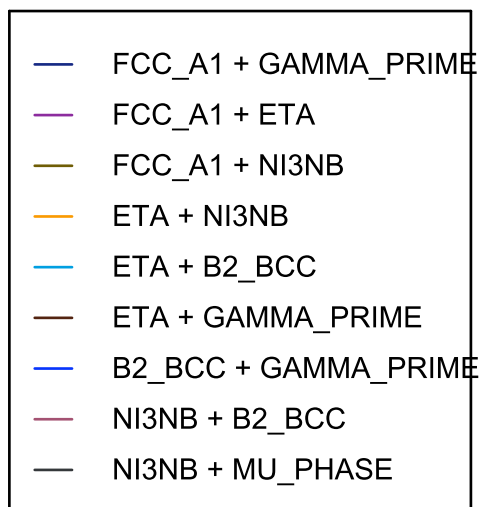 FCC_A1 + GAMMA_PRIME
FCC_A1 + ETA
FCC_A1 + NI3NB
ETA + NI3NB
ETA + B2_BCC
ETA + GAMMA_PRIME
B2_BCC + GAMMA_PRIME
NI3NB + B2_BCC
NI3NB + MU_PHASE